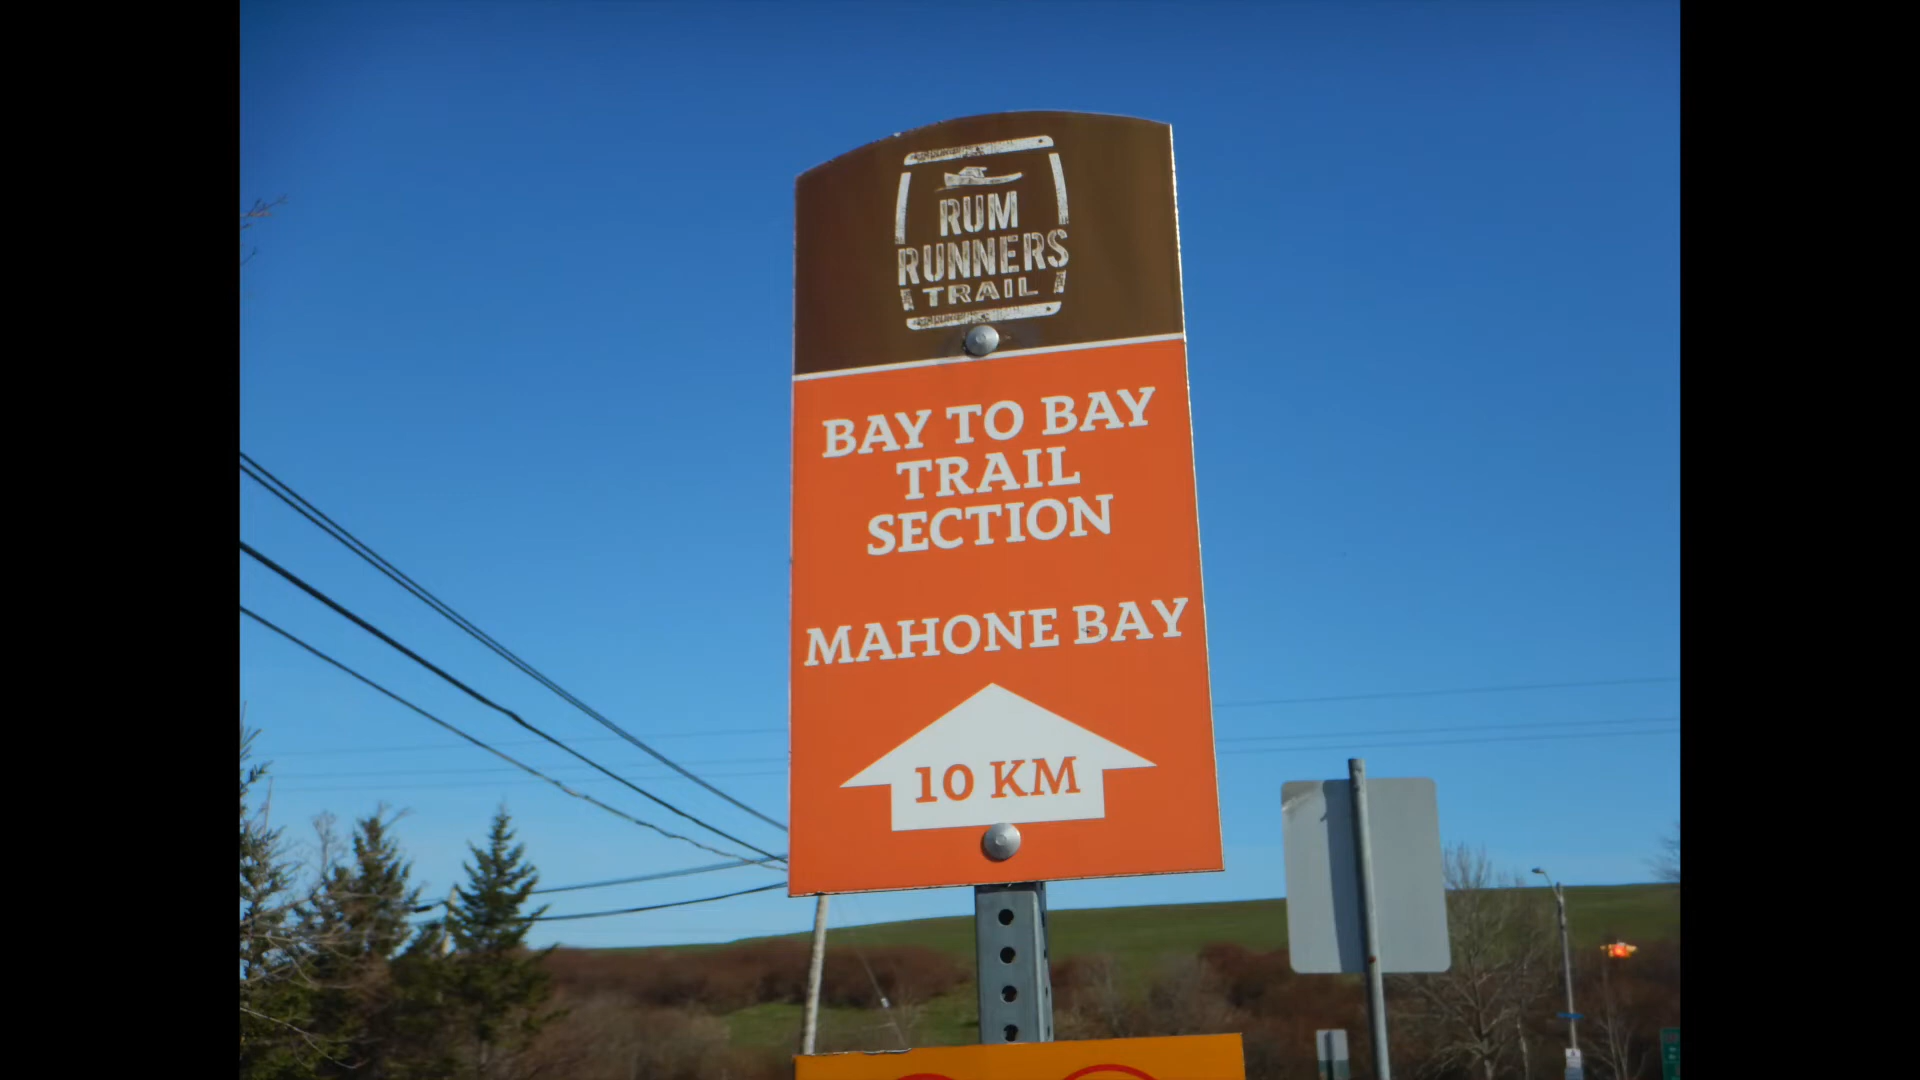 RUM
RUNNERS
TRAIL
BAY TO BAY
TRAIL
SECTION
MAHONE BAY
10 KM